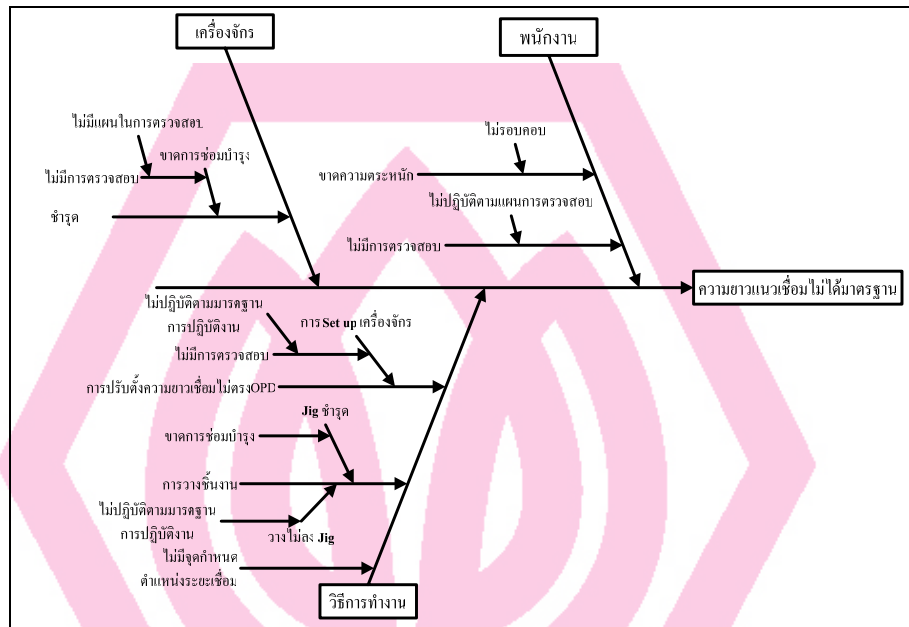 เครื่องจักร
พนักงาน
ไม่มีแผนในการตรวจสอบ
ขาดการซ่อมบำรุง
ไม่มีการตรวจสอบ
ชำรุด
ไม่รอบคอบ
ขาดความตระหนัก
ไม่ปฏิบัติตามแผนการตรวจสอบ
ไม่มีการตรวจสอบ
ความยาวแนวเชื่อมไม่ได้มาตรฐาน
ไม่ปฏิบัติตามมารตฐาน
การปฏิบัติงาน
การ Set up เครื่องจักร
ไม่มีการตรวจสอบ
การปรับตั้งความยาวเชื่อมไม่ตรงOPD
Jig ชำรุด
ขาดการซ่อมบำรุง
การวางชิ้นงาน
ไม่ปฏิบัติตามมารตฐาน
การปฏิบัติงาน
วางไม่ลง Jig
ไม่มีจุดกำหนด
ตำแหน่งระยะเชื่อม
วิธีการทำงาน